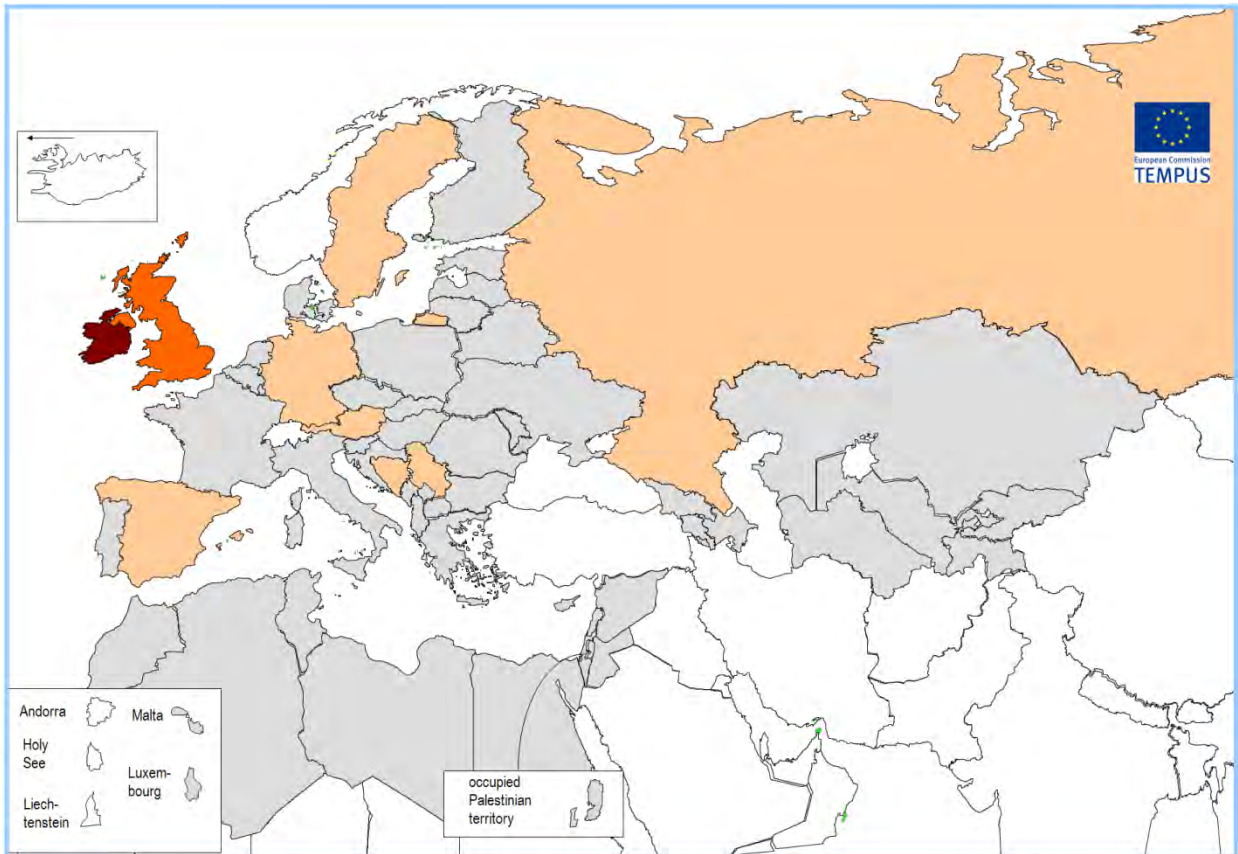 European Commission
TEMPUS
Andorra
Malta
Holy
See
Luxem-
bourg
Liech-
tenstein
occupied
Palestinian
territory